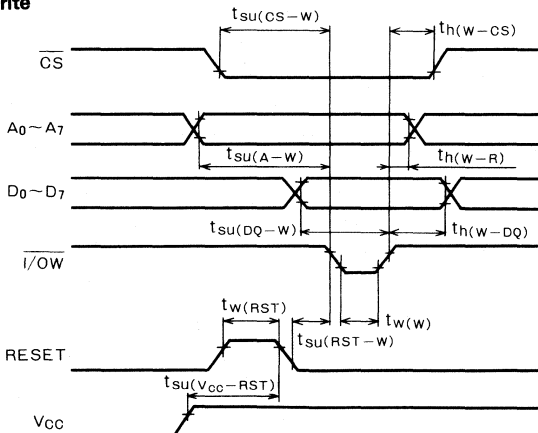 rite
tsu(CS-W)
th(W-CS)
CS
A0~A7
tsu(A-W)
th(W-R)
D0~D7
tsu(DQ-W)
th(W-DQ)
I/OW
tw(RST)
tw(W)
tsu(RST-W)
RESET
tsu(VCC-RST)
VCC